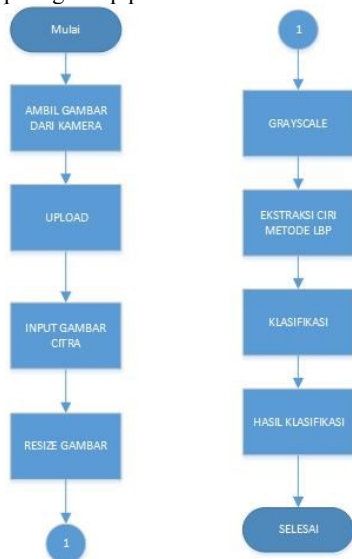 Mulai
AMBIL GAMBAR
DARI KAMERA
UPLOAD
INPUT GAMBAR
CITRA
RESIZE GAMBAR
1
1
GRAYSCALE
EKSTRAKSI CIRI
METODE LBP
KLASIFIKASI
HASIL KLASIFIKASI
SELESAI